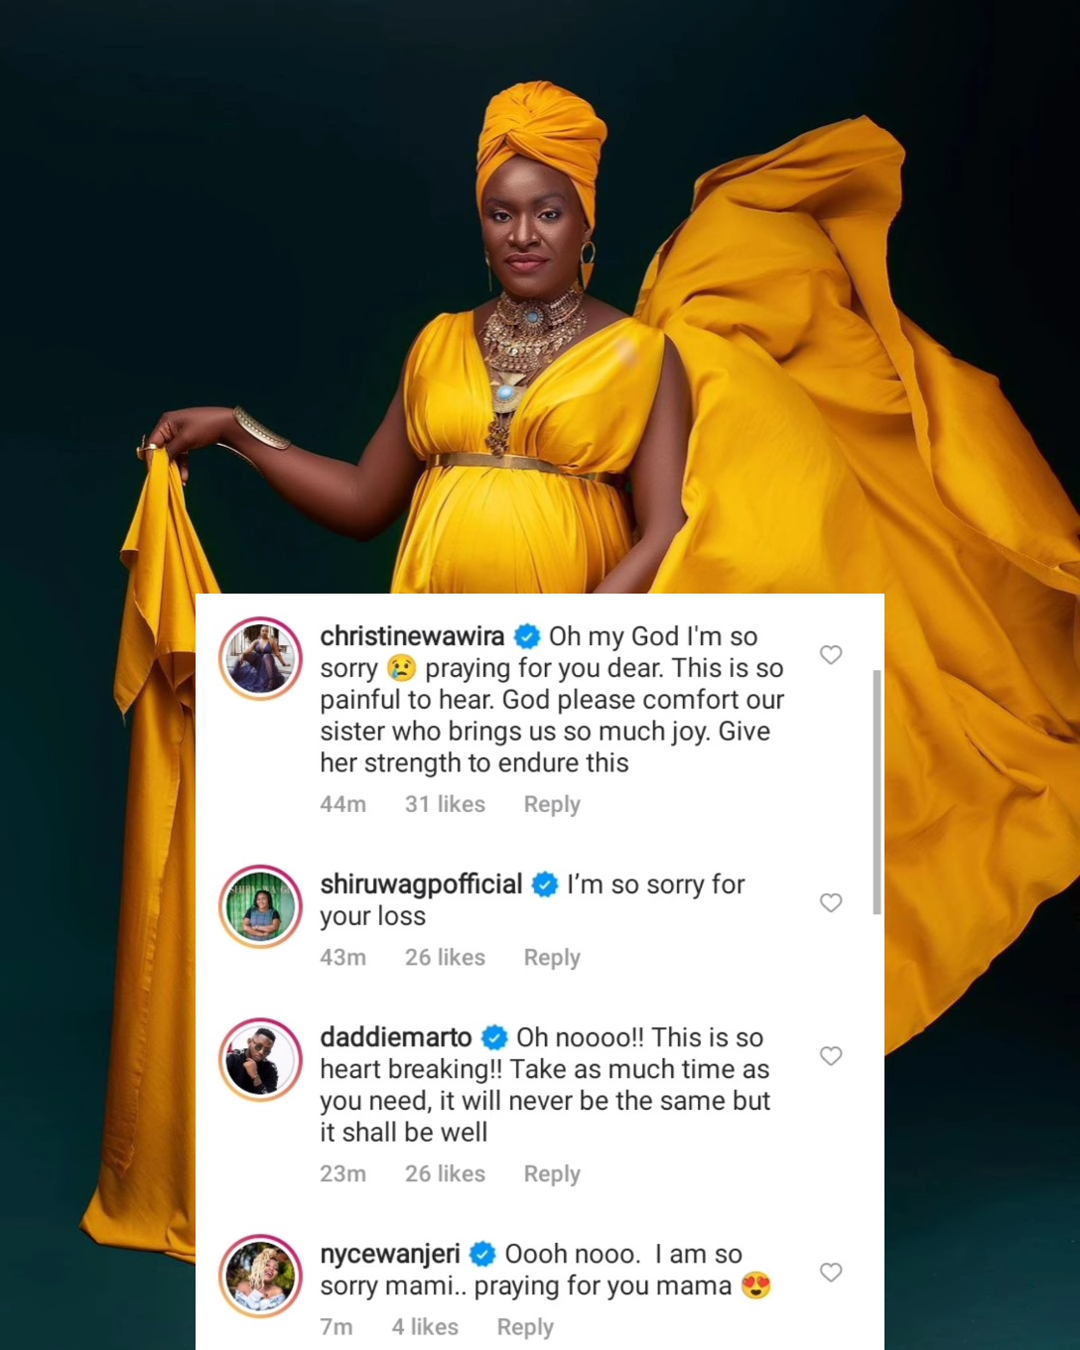 christinewawira Oh my God I'm so
sorry 😢 praying for you dear. This is so
painful to hear. God please comfort our
sister who brings us so much joy. Give
her strength to endure this
44m 31 likes Reply
shiruwagpofficial I’m so sorry for
your loss
43m 26 likes Reply
daddiemarto Oh noooo!! This is so
heart breaking!! Take as much time as
you need, it will never be the same but
it shall be well
23m 26 likes Reply
nycewanjeri Oooh nooo. I am so
sorry mami.. praying for you mama 😍
7m 4 likes Reply